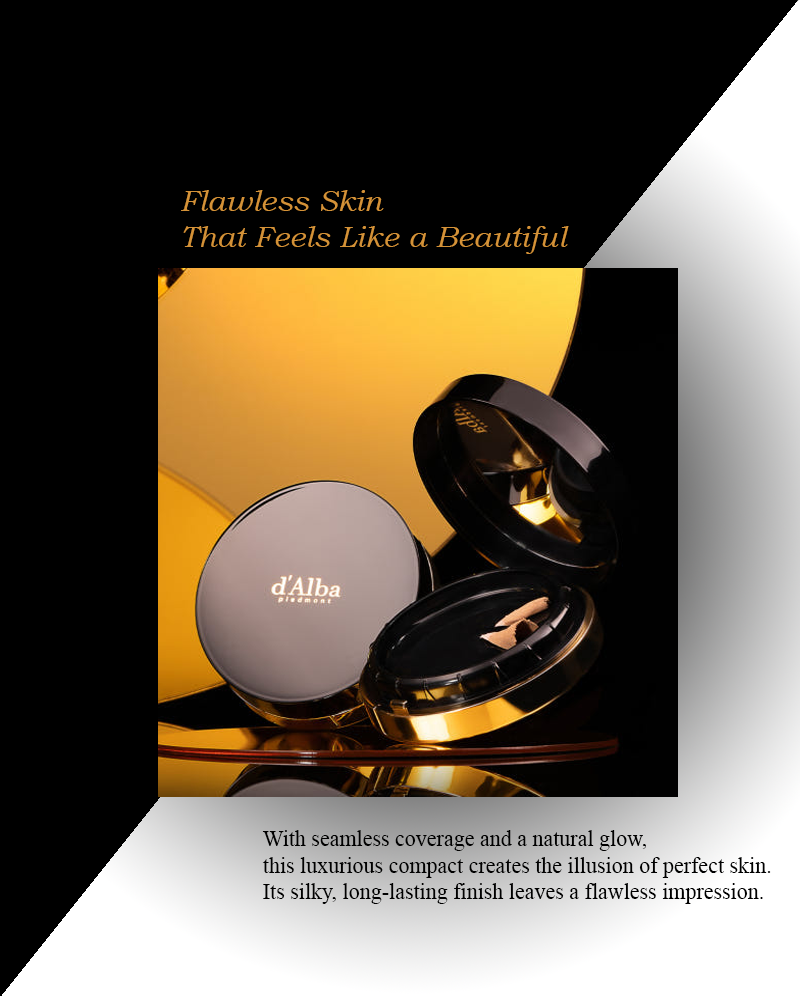 Flawless Skin
That Feels Like a Beautiful
d'Alba
d'Alba
piedmont
With seamless coverage and a natural glow,
this luxurious compact creates the illusion of perfect skin.
Its silky, long-lasting finish leaves a flawless impression.